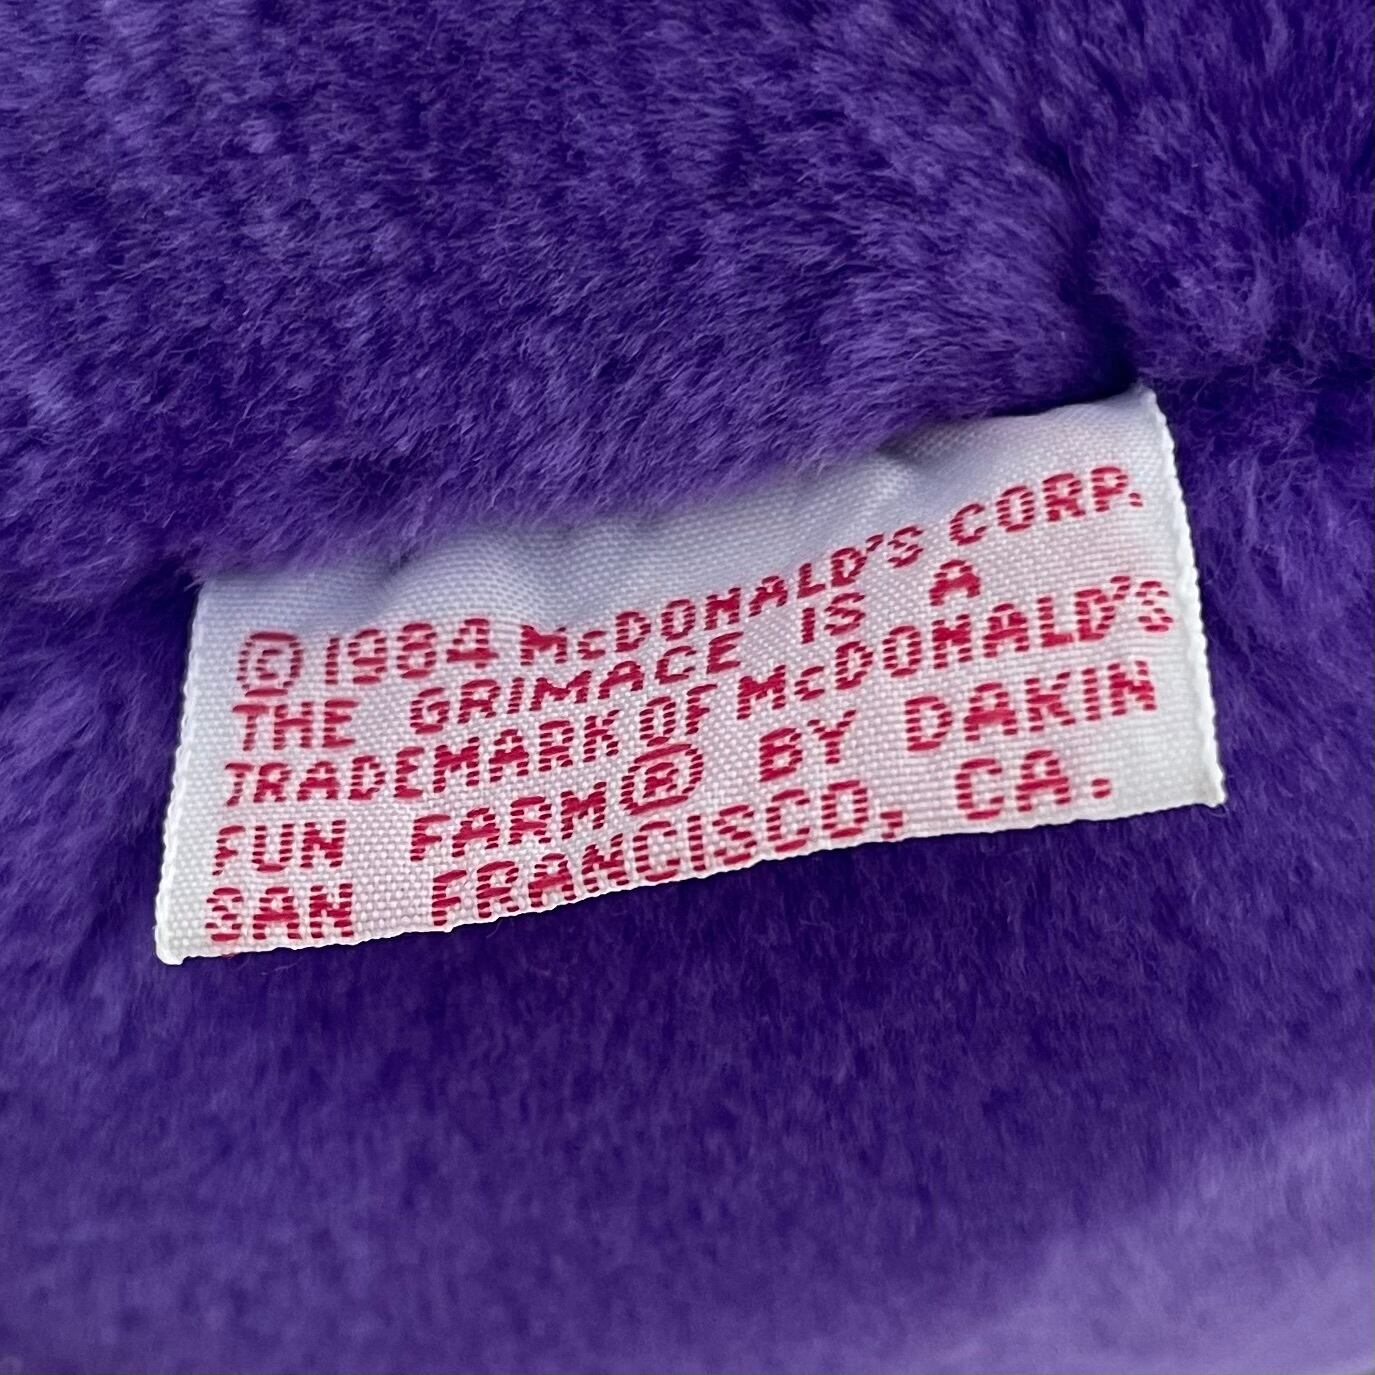 ©1984 McDONALD'S CORP.
THE GRIMACE IS A
TRADEMARK OF McDONALD'S
FUN FARM® BY DAKIN
SAN FRANCISCO, CA.